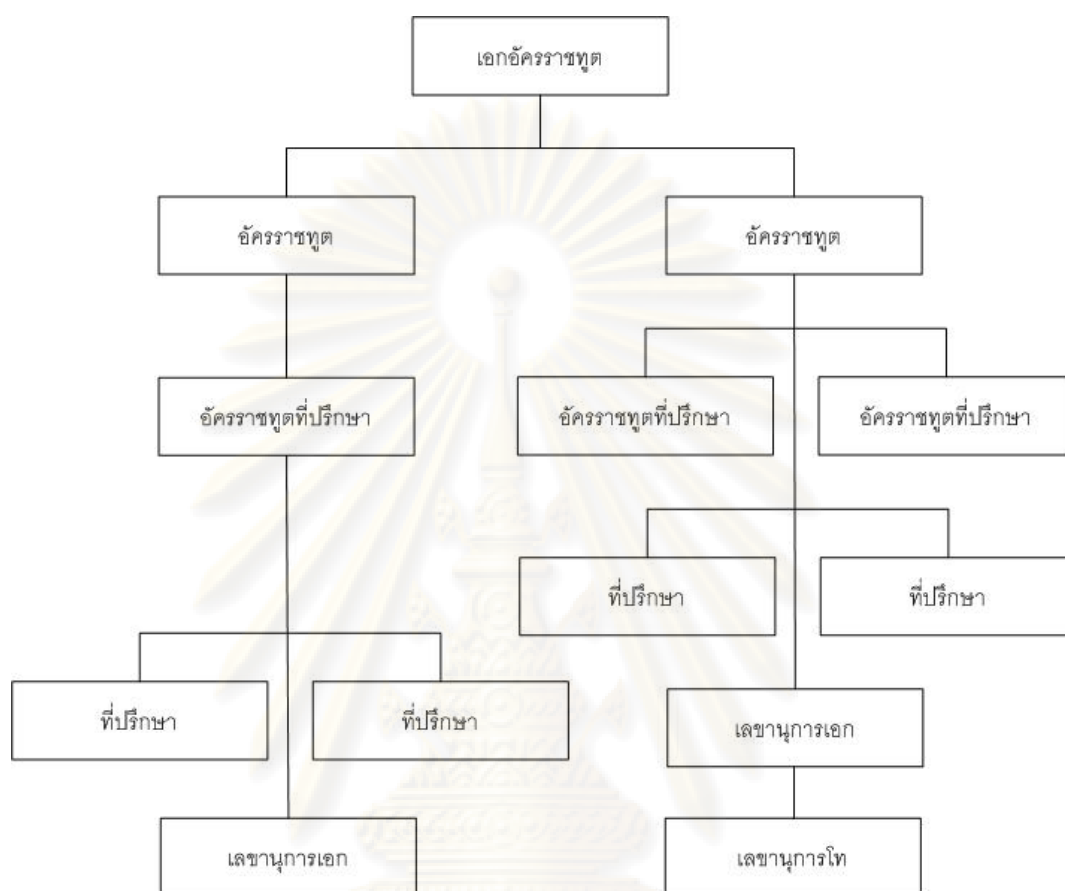 เอกอัครราชทูต
อัครราชทูต
อัครราชทูต
อัครราชทูตที่ปรึกษา
อัครราชทูตที่ปรึกษา
อัครราชทูตที่ปรึกษา
ที่ปรึกษา
ที่ปรึกษา
ที่ปรึกษา
ที่ปรึกษา
เลขานุการเอก
เลขานุการเอก
เลขานุการโท